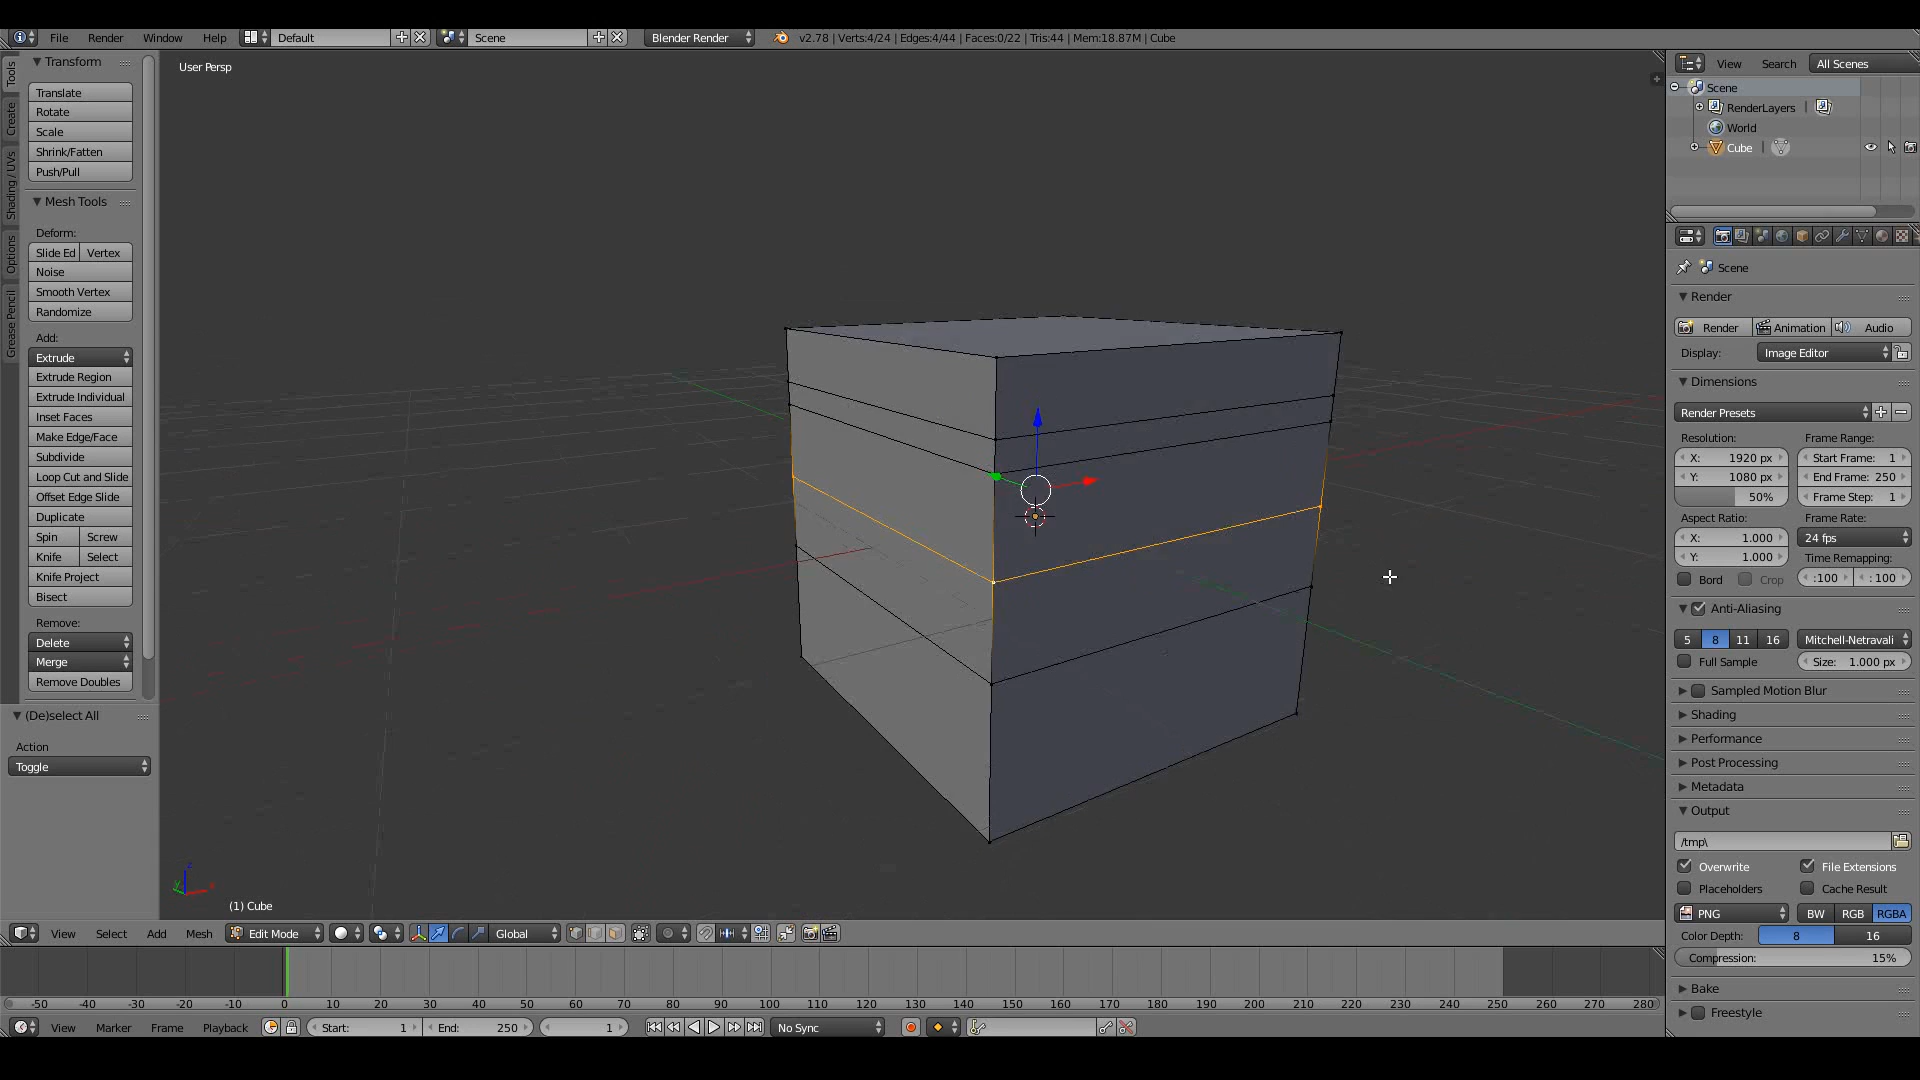 File Render Window Help Default Scene Blender Render v2.78 | Verts:4/24 | Edges:4/44 | Faces:0/22 | Tris:44 | Mem:18.87M | Cube
Tools
Create
Shading / UVs
Options
Grease Pencil
Transform
Translate
Rotate
Scale
Shrink/Fatten
Push/Pull
Mesh Tools
Deform:
Slide Ed Vertex
Noise
Smooth Vertex
Randomize
Add:
Extrude
Extrude Region
Extrude Individual
Inset Faces
Make Edge/Face
Subdivide
Loop Cut and Slide
Offset Edge Slide
Duplicate
Spin Screw
Knife Select
Knife Project
Bisect
Remove:
Delete
Merge
Remove Doubles
(De)select All
Action
Toggle
User Persp
(1) Cube
View Select Add Mesh Edit Mode Global
-50 -40 -30 -20 -10 0 10 20 30 40 50 60 70 80 90 100 110 120 130 140 150 160 170 180 190 200 210 220 230 240 250 260 270 280
View Marker Frame Playback Start: 1 End: 250 1 No Sync
View Search All Scenes
Scene
RenderLayers |
World
Cube |
Scene
Render
Render Animation Audio
Display: Image Editor
Dimensions
Render Presets
Resolution: Frame Range:
X: 1920 px Start Frame: 1
Y: 1080 px End Frame: 250
50% Frame Step: 1
Aspect Ratio: Frame Rate:
X: 1.000 24 fps
Y: 1.000 Time Remapping:
Bord Crop :100 : 100
Anti-Aliasing
5 8 11 16 Mitchell-Netravali
Full Sample Size: 1.000 px
Sampled Motion Blur
Shading
Performance
Post Processing
Metadata
Output
/tmp\
Overwrite File Extensions
Placeholders Cache Result
PNG BW RGB RGBA
Color Depth: 8 16
Compression: 15%
Bake
Freestyle